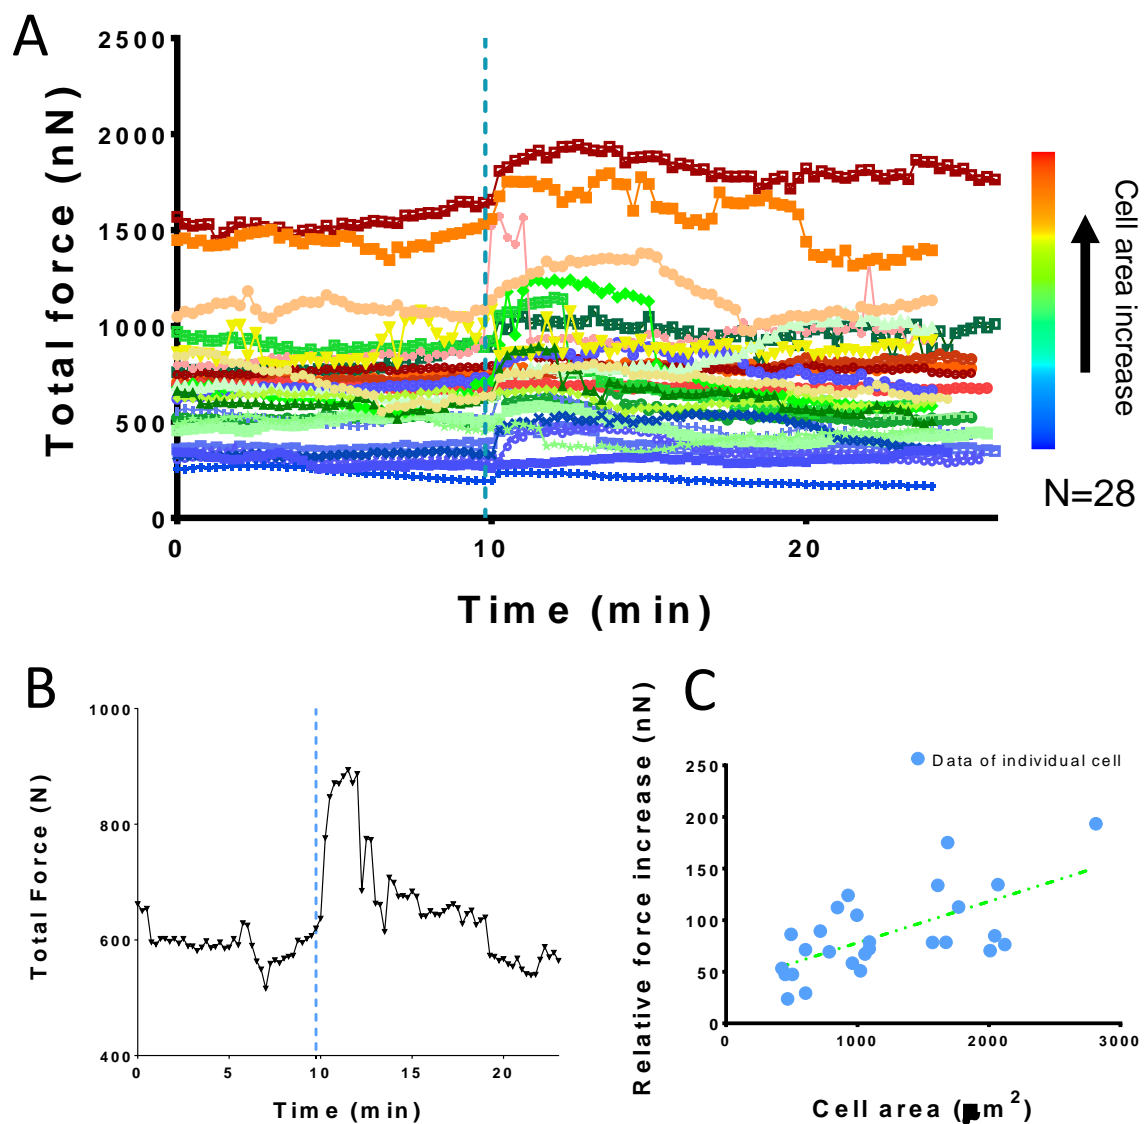 A
Total force (nN)
2500
2000
1500
1000
500
0
0 10 20
Time (min)
Cell area increase
N=28
B
Total Force (N)
1000
800
600
400
0 5 10 15 20
Time (min)
C
Relative force increase (nN)
Data of individual cell
250
200
150
100
50
0
0 1000 2000 3000
Cell area (μm²)